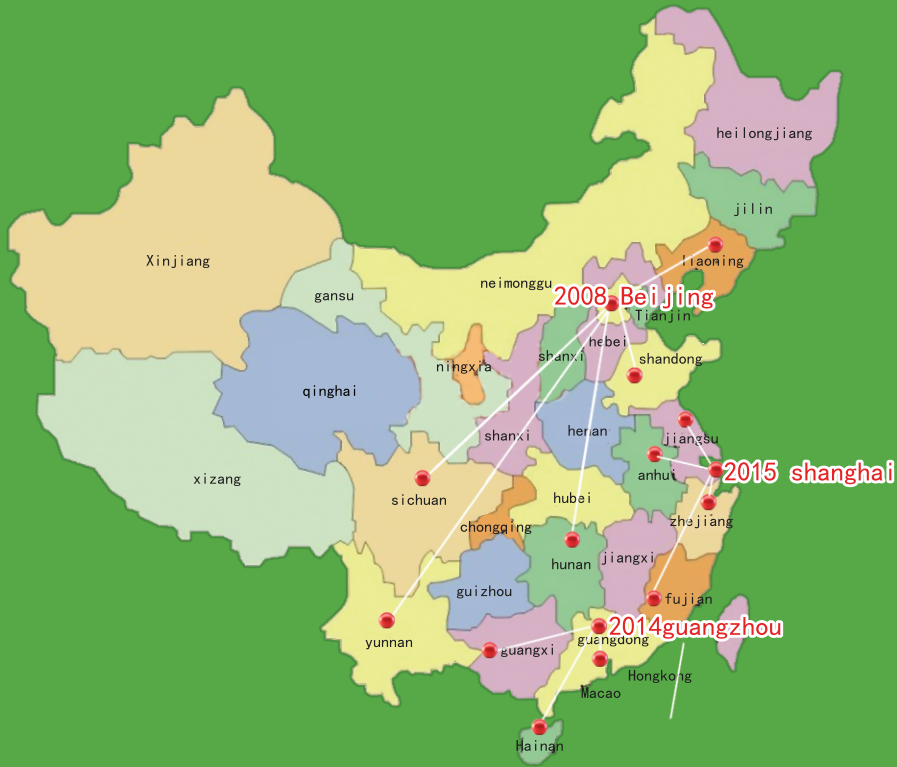 heilongjiang
jilin
Xinjiang
liaoning
neimonggu
gansu
2008 Beijing
Tianjin
hebei
shanxi
shandong
ningxia
qinghai
henan
shanxi
jiangsu
xizang
anhui
2015 shanghai
sichuan
hubei
zhejiang
chongqing
jiangxi
hunan
guizhou
fujian
2014guangzhou
yunnan
guangdong
guangxi
Hongkong
Macao
Hainan